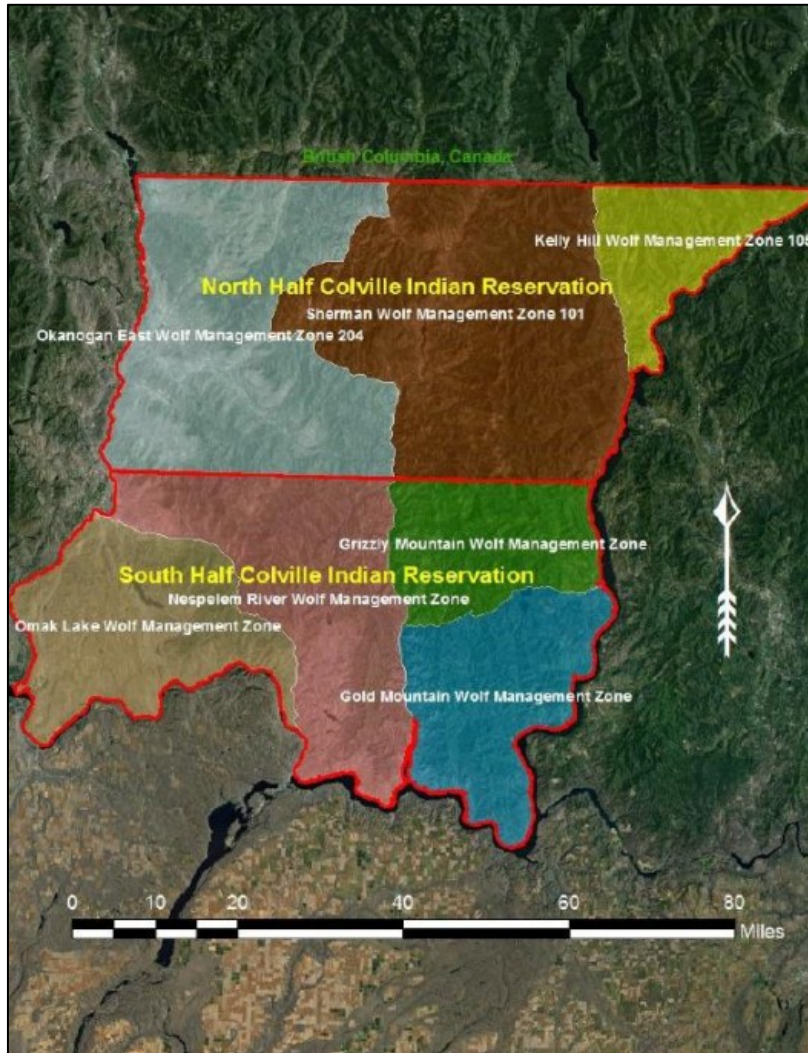 British Columbia, Canada
Kelly Hill Wolf Management Zone 105
North Half Colville Indian Reservation
Sherman Wolf Management Zone 101
Okanogan East Wolf Management Zone 204
Grizzly Mountain Wolf Management Zone
South Half Colville Indian Reservation
Nespelem River Wolf Management Zone
Omak Lake Wolf Management Zone
Gold Mountain Wolf Management Zone
0 10 20 40 60 80
Miles